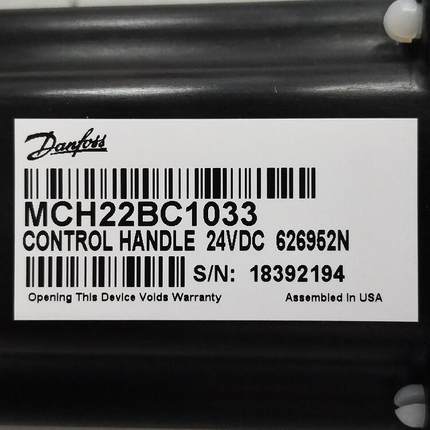 Danfoss
MCH22BC1033
CONTROL HANDLE 24VDC 626952N
S/N: 18392194
Opening This Device Voids Warranty Assembled in USA